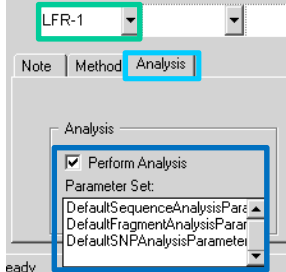 LFR-1
Note Method Analysis
Analysis
Perform Analysis
Parameter Set:
DefaultSequenceAnalysisPara
DefaultFragmentAnalysisParar
DefaultSNPAnalysisParameter
eady